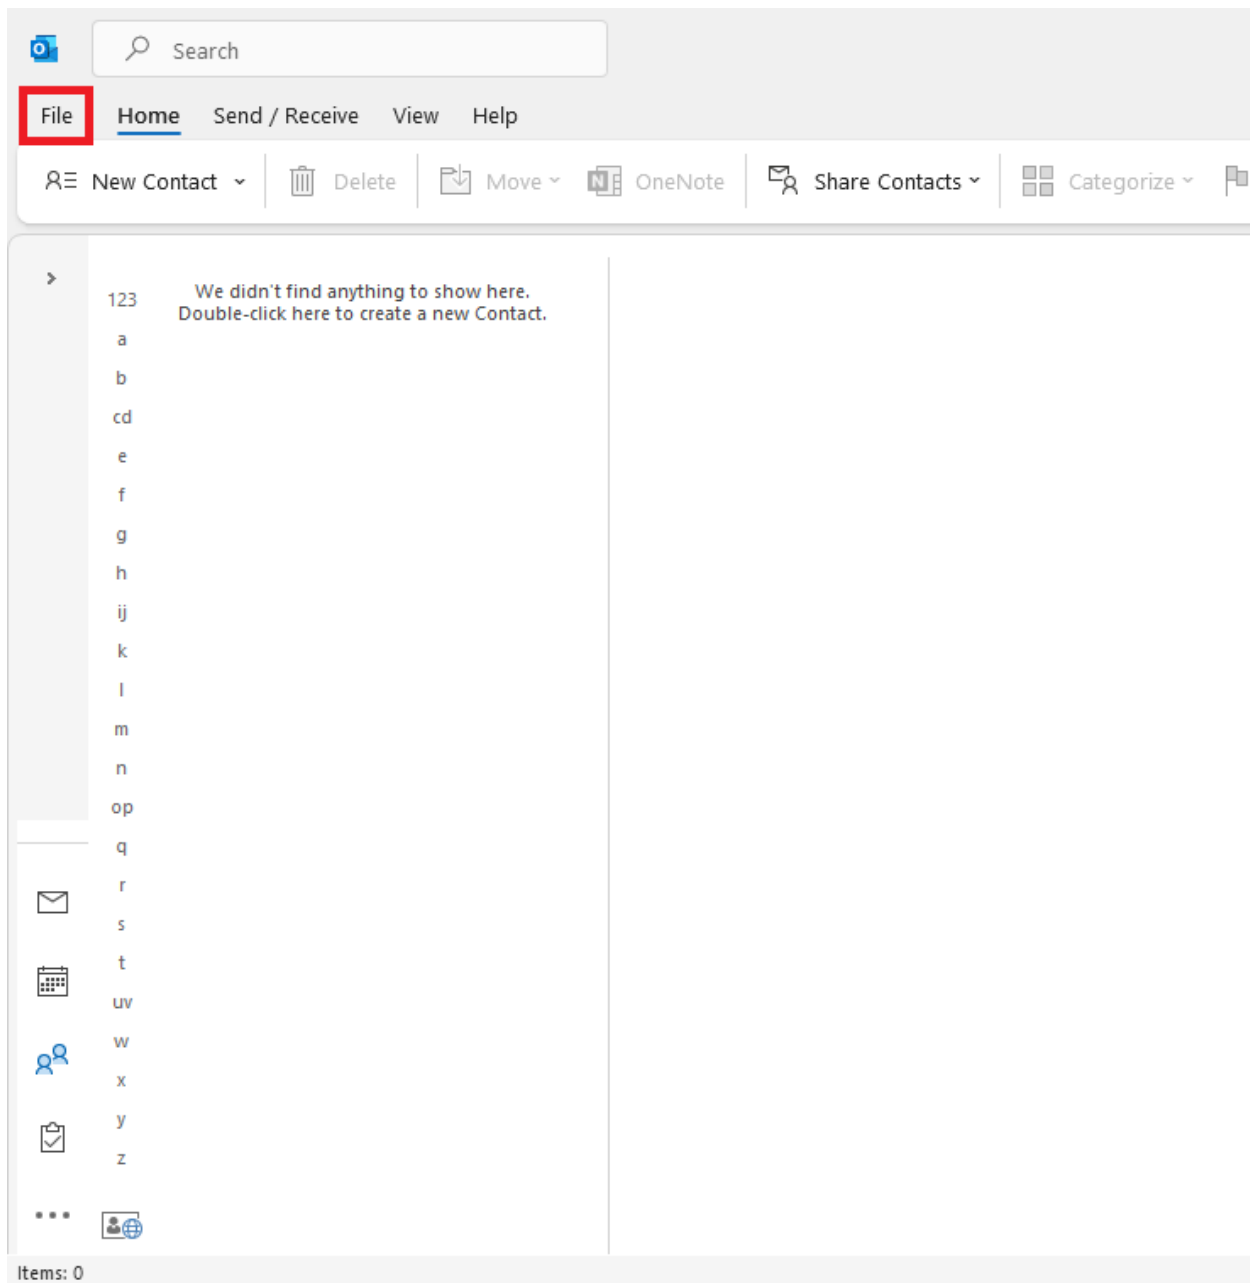 Search
File Home Send / Receive View Help
New Contact Delete Move OneNote Share Contacts Categorize
We didn't find anything to show here.
Double-click here to create a new Contact.
123
a
b
cd
e
f
g
h
ij
k
l
m
n
op
q
r
s
t
uv
w
x
y
z
Items: 0